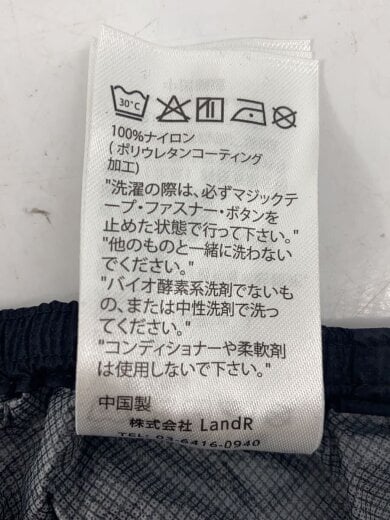 30°C
100%ナイロン
(ポリウレタンコーティング
加工)
"洗濯の際は、必ずマジックテ
ープ・ファスナー・ボタンを
止めた状態で行って下さい。"
"他のものと一緒に洗わない
でください。"
"バイオ酵素系洗剤でないも
の、または中性洗剤で洗っ
てください。"
"コンディショナーや柔軟剤
は使用しないで下さい。"
中国製
株式会社 LandR
TEL: 03-6416-0940